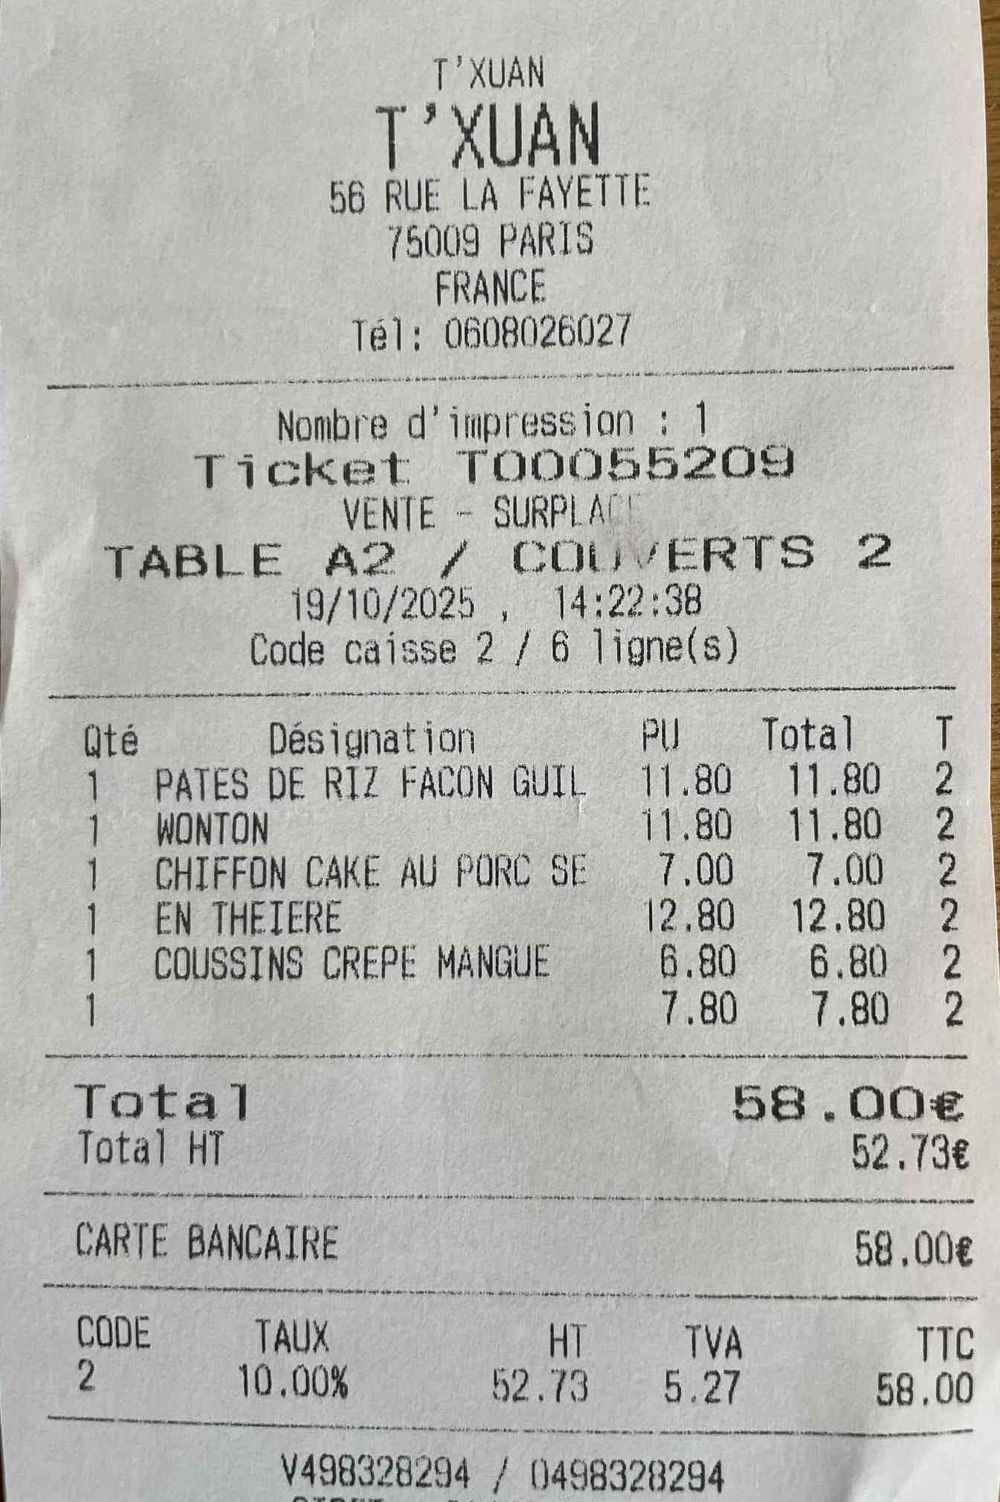 T'XUAN
T'XUAN
56 RUE LA FAYETTE
75009 PARIS
FRANCE
Tél: 0608026027
Nombre d'impression : 1
Ticket T00055209
VENTE - SURPLACE
TABLE A2 / COUVERTS 2
19/10/2025 , 14:22:38
Code caisse 2 / 6 ligne(s)
Qté Désignation PU Total T
1 PATES DE RIZ FACON GUIL 11.80 11.80 2
1 WONTON 11.80 11.80 2
1 CHIFFON CAKE AU PORC SE 7.00 7.00 2
1 EN THEIERE 12.80 12.80 2
1 COUSSINS CREPE MANGUE 6.80 6.80 2
1 7.80 7.80 2
Total 58.00€
Total HT 52.73€
CARTE BANCAIRE 58.00€
CODE TAUX HT TVA TTC
2 10.00% 52.73 5.27 58.00
V498328294 / 0498328294